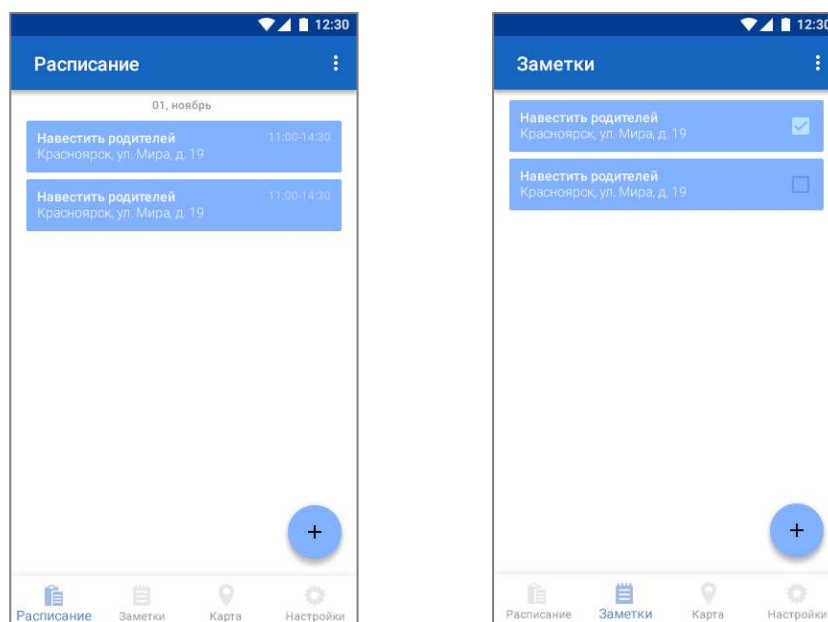 12:30
Расписание
01, ноябрь
Навестить родителей 11:00-14:30
Красноярск, ул. Мира, д. 19
Навестить родителей 11:00-14:30
Красноярск, ул. Мира, д. 19
+
Расписание Заметки Карта Настройки
12:30
Заметки
Навестить родителей
Красноярск, ул. Мира, д. 19
Навестить родителей
Красноярск, ул. Мира, д. 19
+
Расписание Заметки Карта Настройки